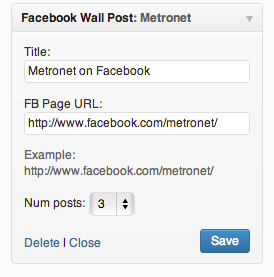 Facebook Wall Post: Metronet
Title:
Metronet on Facebook
FB Page URL:
http://www.facebook.com/metronet/
Example:
http://www.facebook.com/metronet/
Num posts: 3
Delete | Close
Save